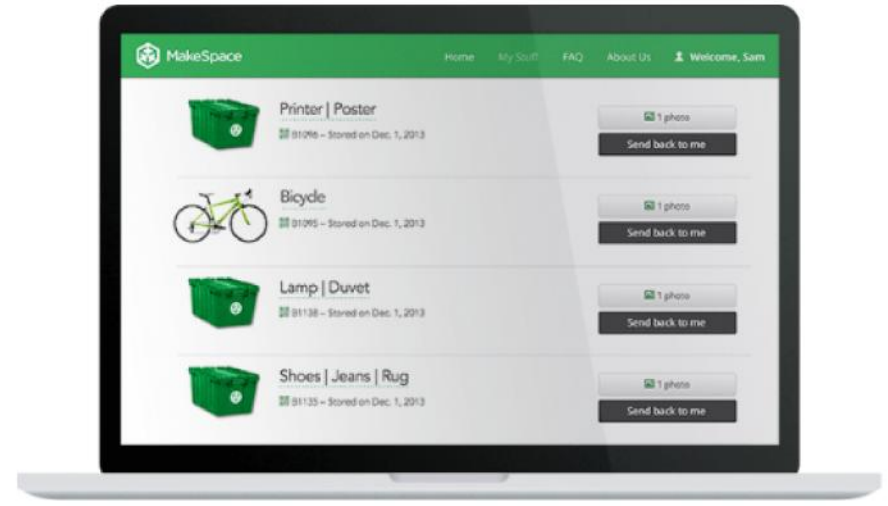 MakeSpace
Home My Stuff FAQ About Us Welcome, Sam
Printer | Poster
B1096 – Stored on Dec. 1, 2013
1 photo
Send back to me
Bicycle
B1095 – Stored on Dec. 1, 2013
1 photo
Send back to me
Lamp | Duvet
B1138 – Stored on Dec. 1, 2013
1 photo
Send back to me
Shoes | Jeans | Rug
B1135 – Stored on Dec. 1, 2013
1 photo
Send back to me